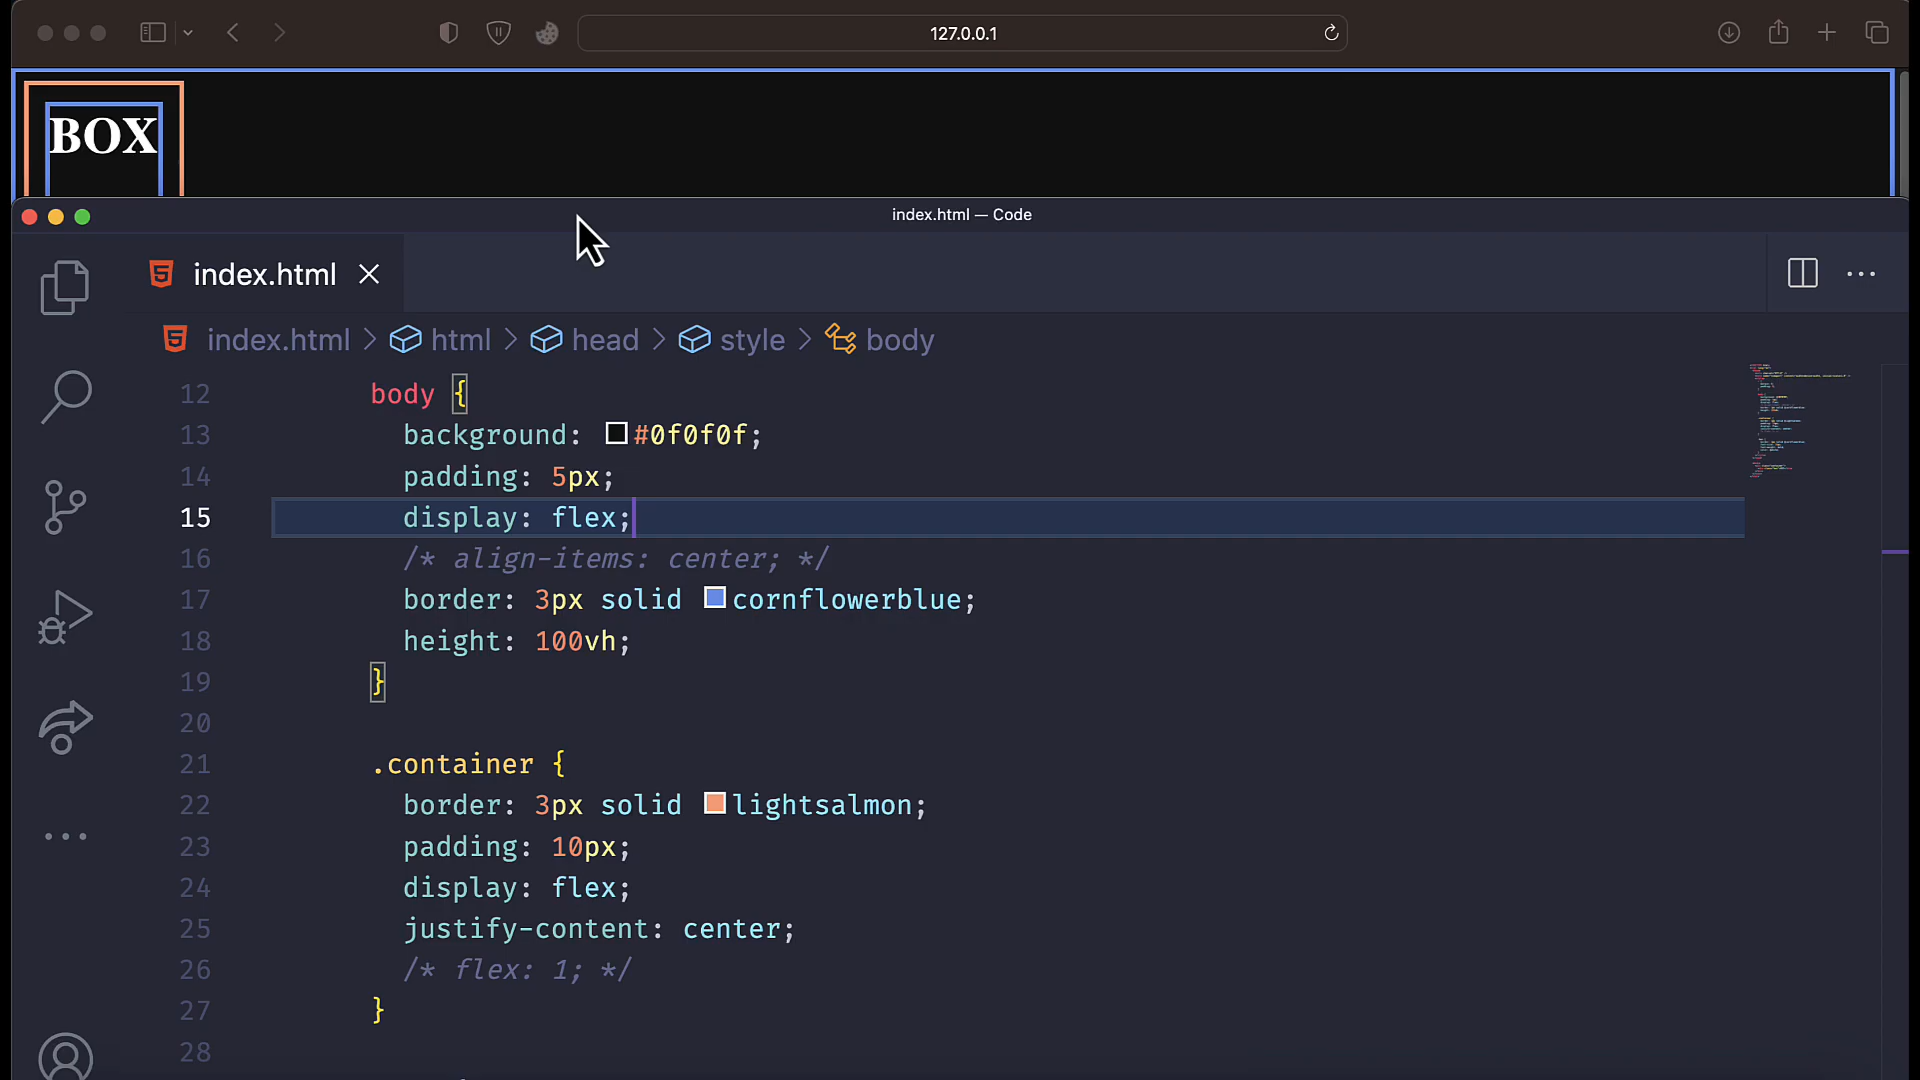 127.0.0.1
BOX
index.html — Code
index.html
index.html > html > head > style > body
12 body {
13 background: #0f0f0f;
14 padding: 5px;
15 display: flex;
16 /* align-items: center; */
17 border: 3px solid cornflowerblue;
18 height: 100vh;
19 }
20
21 .container {
22 border: 3px solid lightsalmon;
23 padding: 10px;
24 display: flex;
25 justify-content: center;
26 /* flex: 1; */
27 }
28